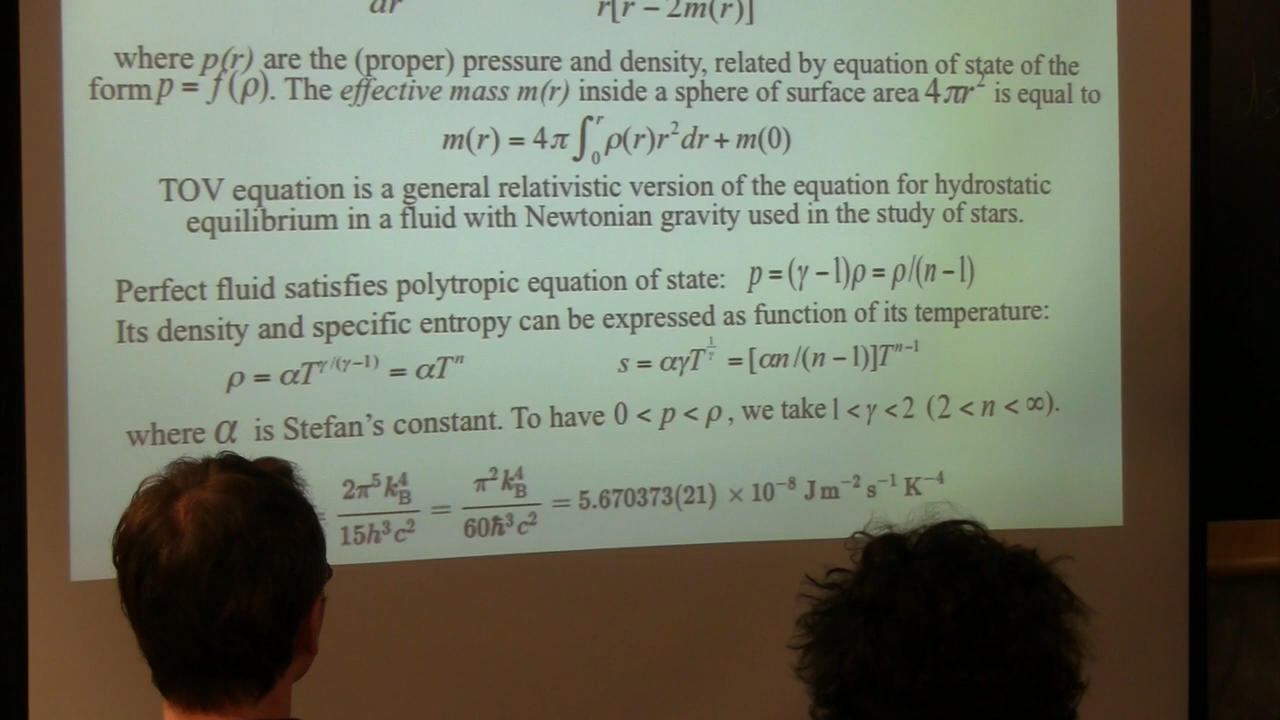 dr r[r − 2m(r)]
where p(r) are the (proper) pressure and density, related by equation of state of the
form p = f(ρ). The effective mass m(r) inside a sphere of surface area 4πr² is equal to
m(r) = 4π∫₀ʳ ρ(r)r²dr + m(0)
TOV equation is a general relativistic version of the equation for hydrostatic
equilibrium in a fluid with Newtonian gravity used in the study of stars.
Perfect fluid satisfies polytropic equation of state: p = (γ − 1)ρ = ρ/(n − 1)
Its density and specific entropy can be expressed as function of its temperature:
ρ = αT^{γ/(γ−1)} = αTⁿ s = αγT^{1/γ} = [αn/(n − 1)]Tⁿ⁻¹
where α is Stefan's constant. To have 0 < p < ρ, we take 1 < γ < 2 (2 < n < ∞).
= 2π⁵k_B⁴/15h³c² = π²k_B⁴/60ħ³c² = 5.670373(21) × 10⁻⁸ J m⁻² s⁻¹ K⁻⁴